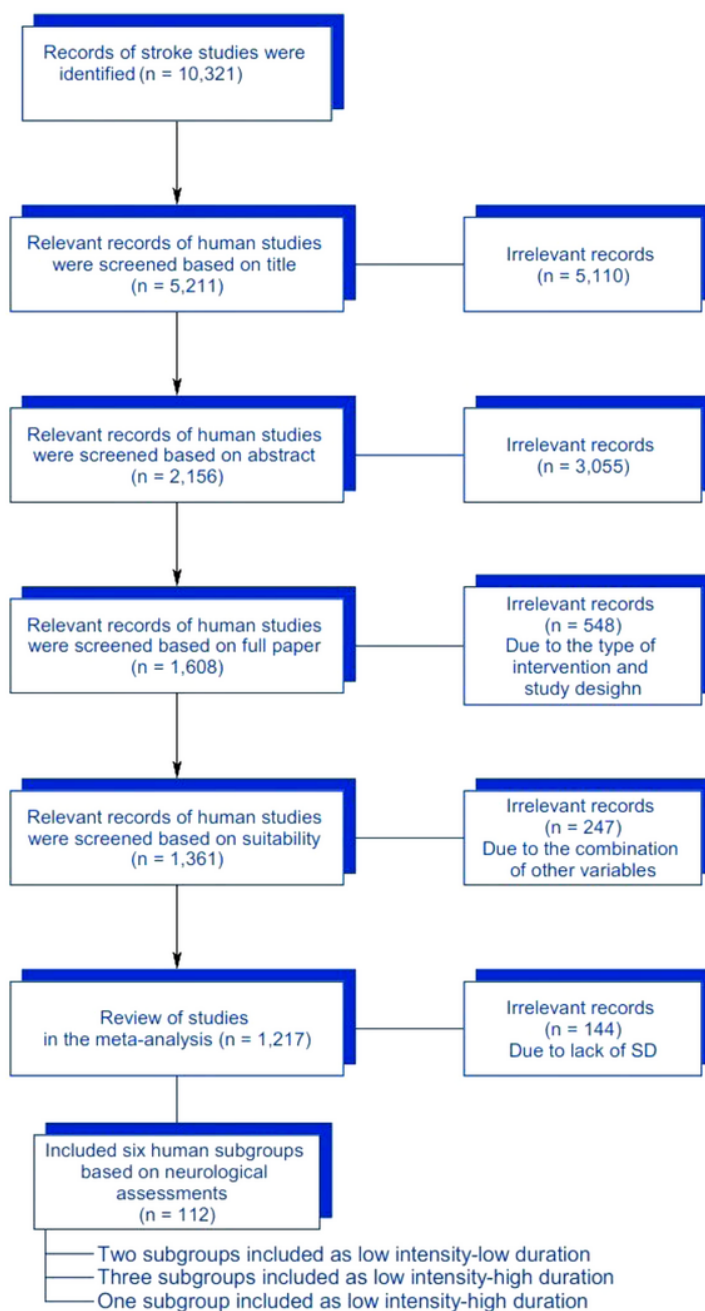 Records of stroke studies were
identified (n = 10,321)
Relevant records of human studies
were screened based on title
(n = 5,211)
Irrelevant records
(n = 5,110)
Relevant records of human studies
were screened based on abstract
(n = 2,156)
Irrelevant records
(n = 3,055)
Relevant records of human studies
were screened based on full paper
(n = 1,608)
Irrelevant records
(n = 548)
Due to the type of
intervention and
study desighn
Relevant records of human studies
were screened based on suitability
(n = 1,361)
Irrelevant records
(n = 247)
Due to the combination
of other variables
Review of studies
in the meta-analysis (n = 1,217)
Irrelevant records
(n = 144)
Due to lack of SD
Included six human subgroups
based on neurological
assessments
(n = 112)
Two subgroups included as low intensity-low duration
Three subgroups included as low intensity-high duration
One subgroup included as low intensity-high duration